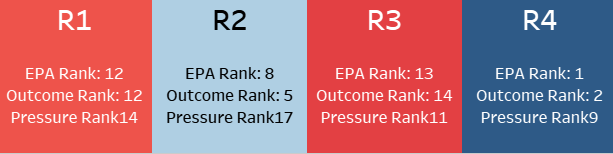 R1
EPA Rank: 12
Outcome Rank: 12
Pressure Rank14
R2
EPA Rank: 8
Outcome Rank: 5
Pressure Rank17
R3
EPA Rank: 13
Outcome Rank: 14
Pressure Rank11
R4
EPA Rank: 1
Outcome Rank: 2
Pressure Rank9